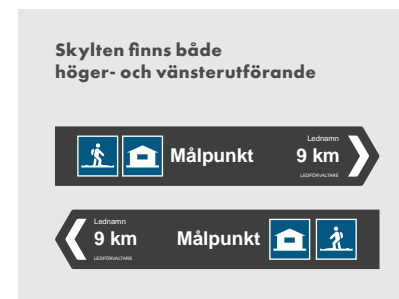 Skylten finns både
höger- och vänsterutförande
Lednamn
Målpunkt 9 km
LEDFÖRVALTARE
Lednamn
9 km Målpunkt
LEDFÖRVALTARE